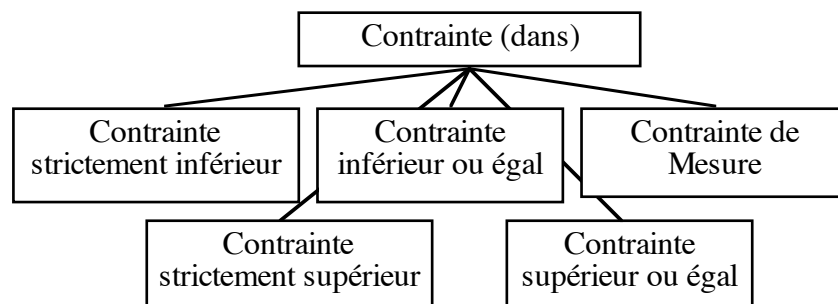 Contrainte (dans)
Contrainte
strictement inférieur
Contrainte
inférieur ou égal
Contrainte de
Mesure
Contrainte
strictement supérieur
Contrainte
supérieur ou égal